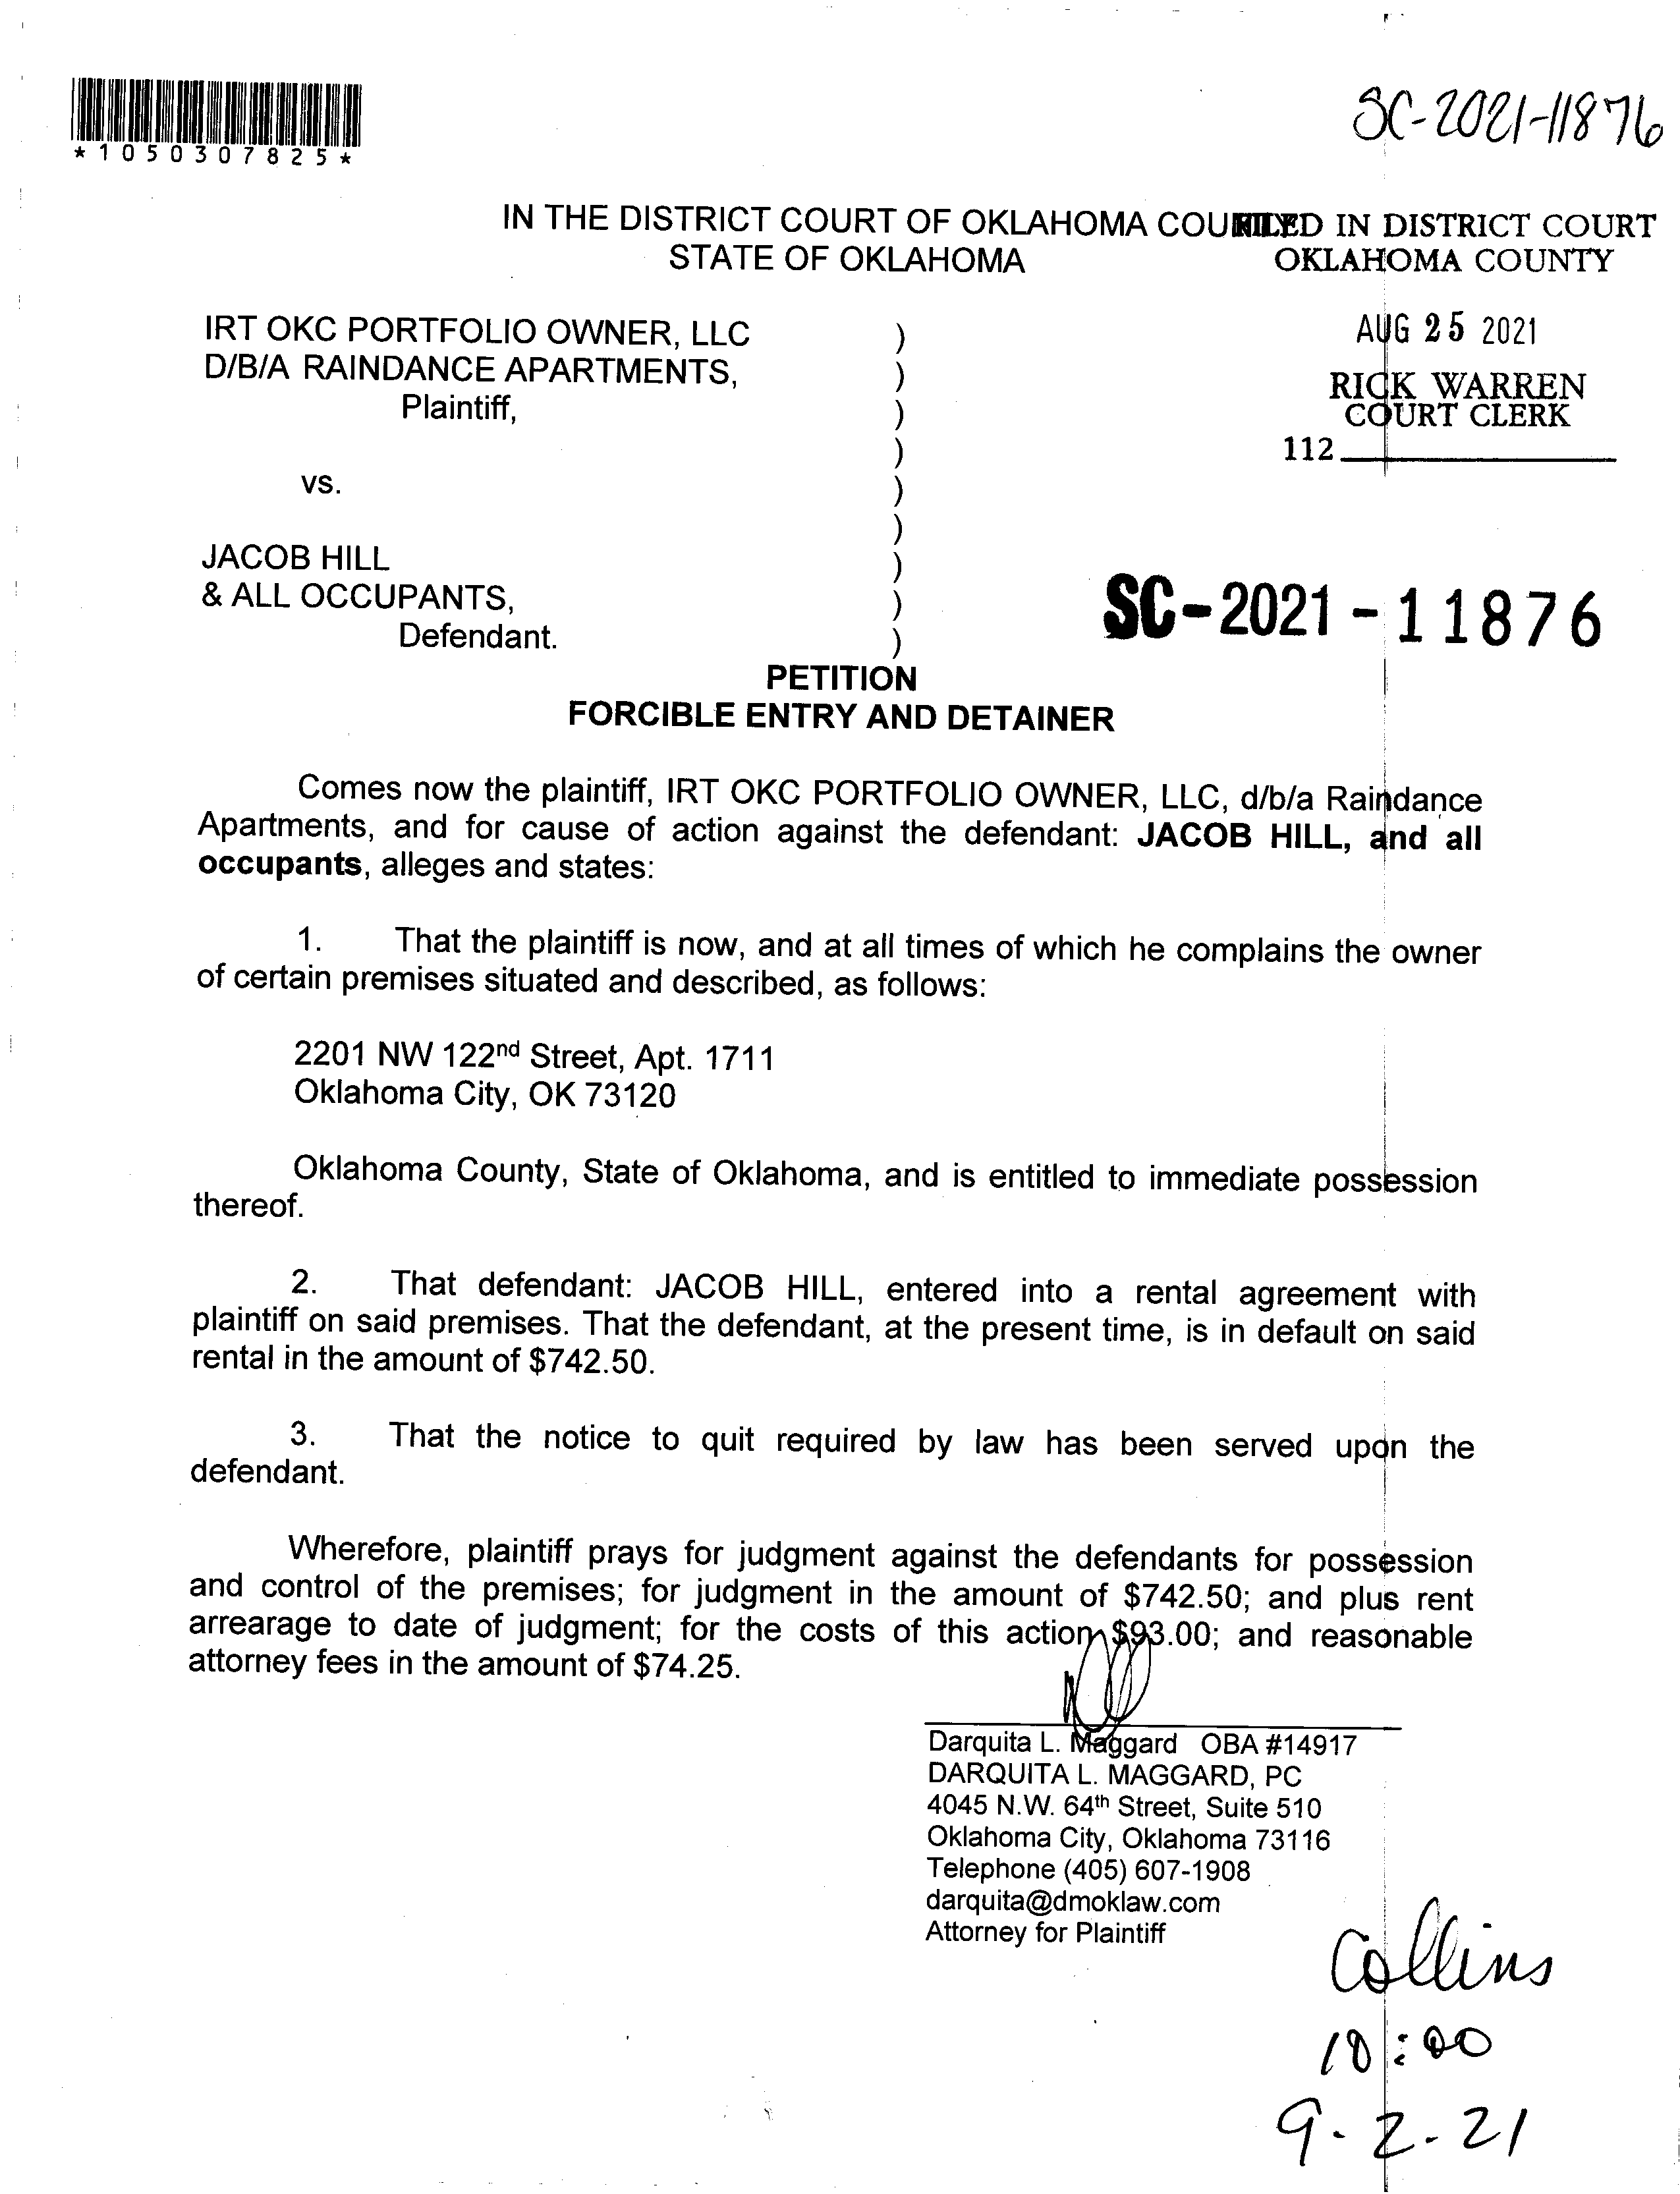 SC-2021-11876
*1050307825*
IN THE DISTRICT COURT OF OKLAHOMA COUNTY
STATE OF OKLAHOMA
FILED IN DISTRICT COURT
OKLAHOMA COUNTY
AUG 25 2021
RICK WARREN
COURT CLERK
112
IRT OKC PORTFOLIO OWNER, LLC )
D/B/A RAINDANCE APARTMENTS, )
Plaintiff, )
)
vs. )
)
JACOB HILL )
& ALL OCCUPANTS, )
Defendant. )
SC-2021-11876
PETITION
FORCIBLE ENTRY AND DETAINER
Comes now the plaintiff, IRT OKC PORTFOLIO OWNER, LLC, d/b/a Raindance
Apartments, and for cause of action against the defendant: JACOB HILL, and all
occupants, alleges and states:
1. That the plaintiff is now, and at all times of which he complains the owner
of certain premises situated and described, as follows:
2201 NW 122nd Street, Apt. 1711
Oklahoma City, OK 73120
Oklahoma County, State of Oklahoma, and is entitled to immediate possession
thereof.
2. That defendant: JACOB HILL, entered into a rental agreement with
plaintiff on said premises. That the defendant, at the present time, is in default on said
rental in the amount of $742.50.
3. That the notice to quit required by law has been served upon the
defendant.
Wherefore, plaintiff prays for judgment against the defendants for possession
and control of the premises; for judgment in the amount of $742.50; and plus rent
arrearage to date of judgment; for the costs of this action $93.00; and reasonable
attorney fees in the amount of $74.25.
Darquita L. Maggard OBA #14917
DARQUITA L. MAGGARD, PC
4045 N.W. 64th Street, Suite 510
Oklahoma City, Oklahoma 73116
Telephone (405) 607-1908
darquita@dmoklaw.com
Attorney for Plaintiff
Collins
10:00
9-2-21